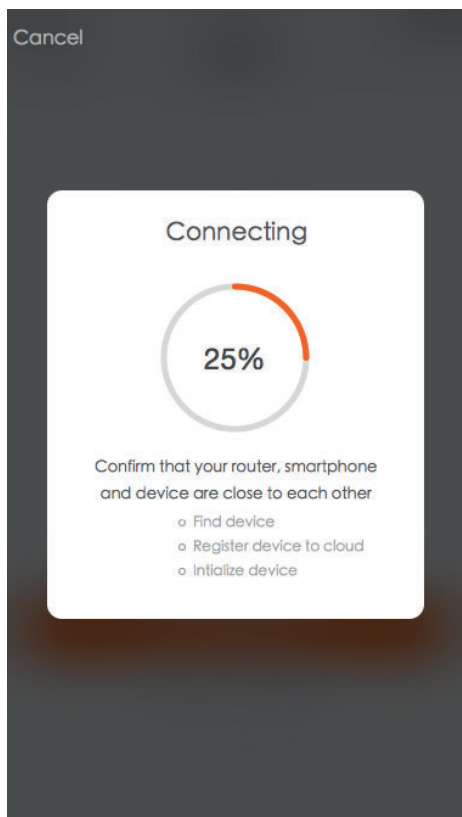 Cancel
Connecting
25%
Confirm that your router, smartphone
and device are close to each other
Find device
Register device to cloud
Intialize device